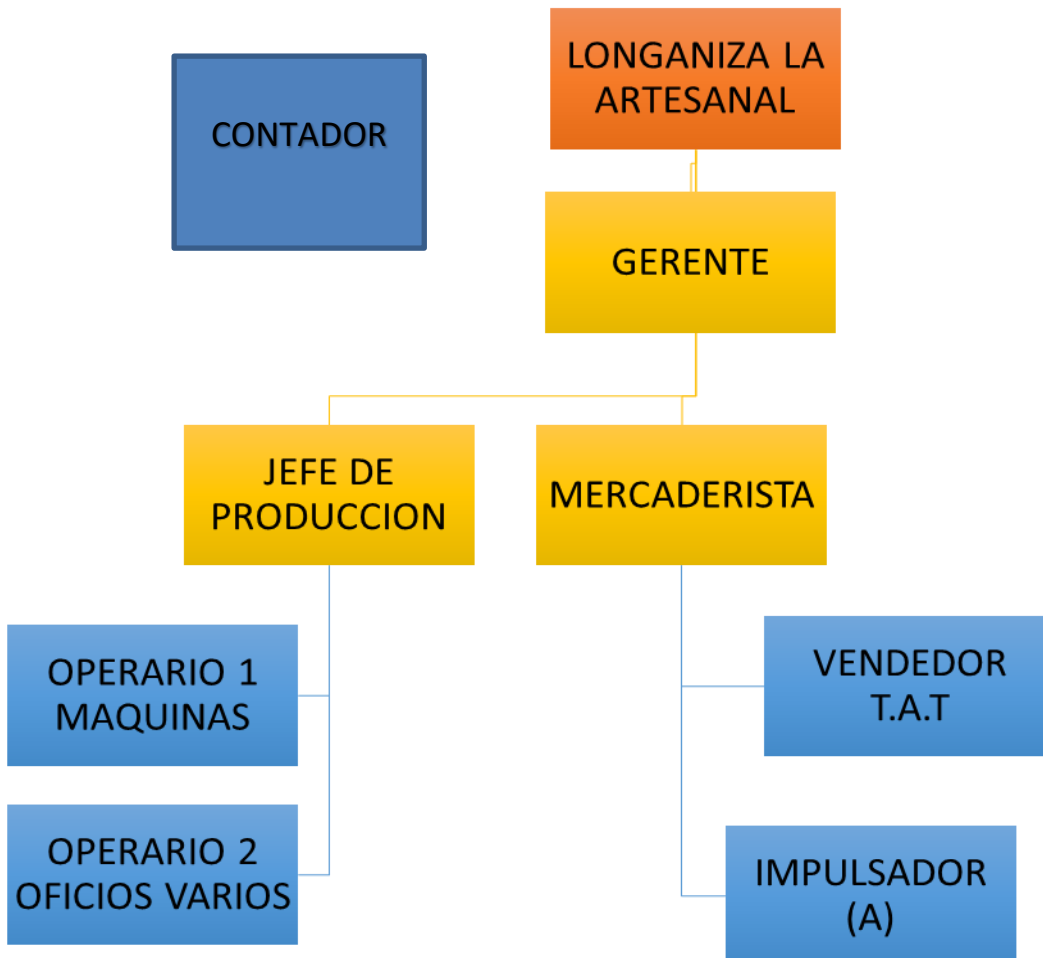 LONGANIZA LA
ARTESANAL
CONTADOR
GERENTE
JEFE DE
PRODUCCION
MERCADERISTA
OPERARIO 1
MAQUINAS
VENDEDOR
T.A.T
OPERARIO 2
OFICIOS VARIOS
IMPULSADOR
(A)